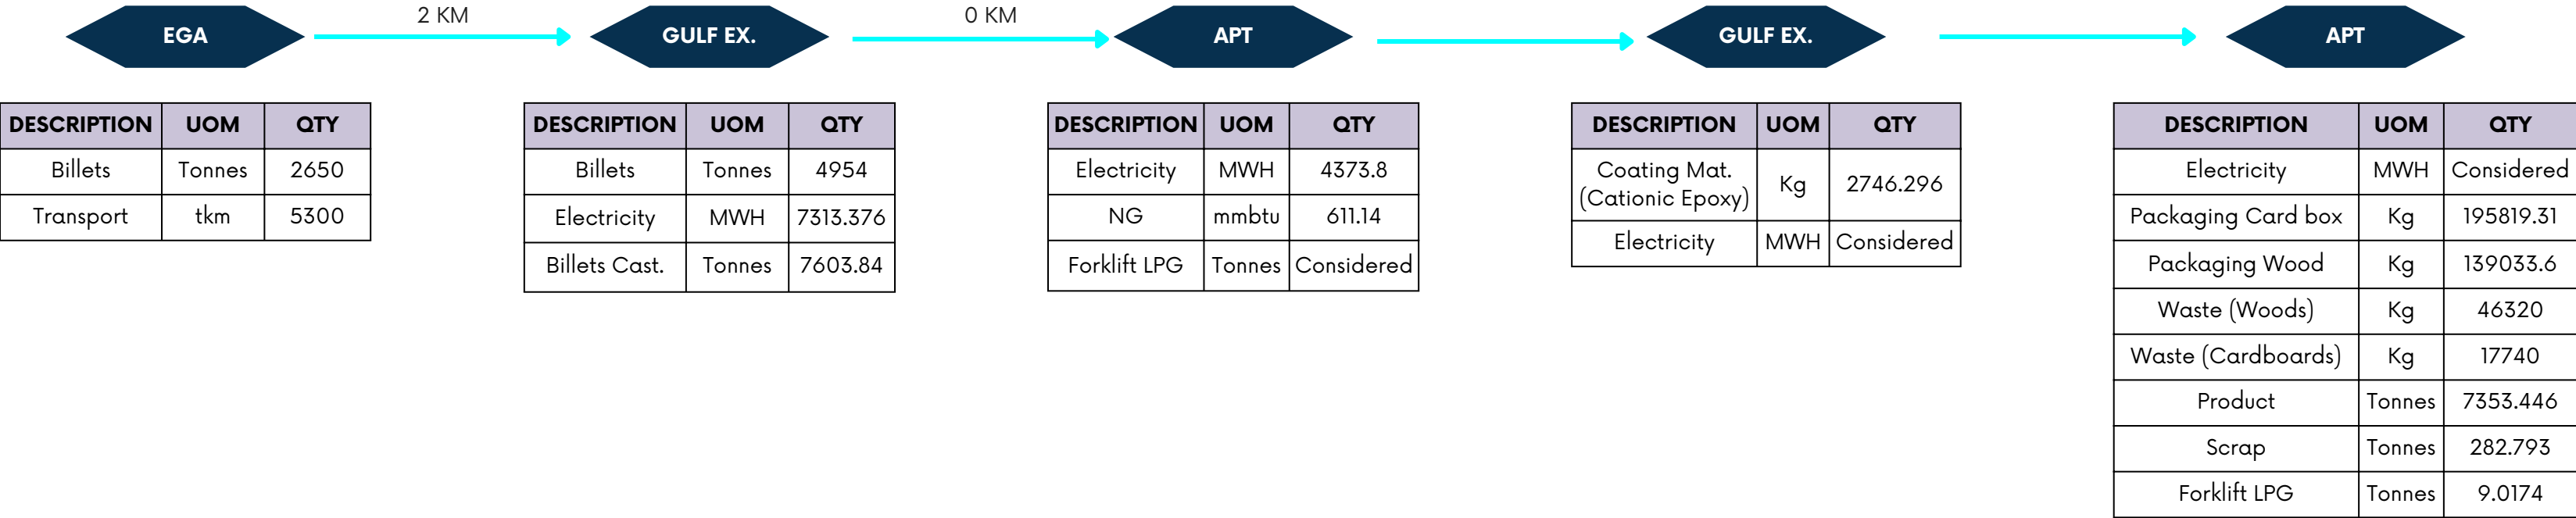 2 KM
0 KM
EGA
GULF EX.
APT
GULF EX.
APT
DESCRIPTION UOM QTY
Billets Tonnes 2650
Transport tkm 5300
DESCRIPTION UOM QTY
Billets Tonnes 4954
Electricity MWH 7313.376
Billets Cast. Tonnes 7603.84
DESCRIPTION UOM QTY
Electricity MWH 4373.8
NG mmbtu 611.14
Forklift LPG Tonnes Considered
DESCRIPTION UOM QTY
Coating Mat.
(Cationic Epoxy) Kg 2746.296
Electricity MWH Considered
DESCRIPTION UOM QTY
Electricity MWH Considered
Packaging Card box Kg 195819.31
Packaging Wood Kg 139033.6
Waste (Woods) Kg 46320
Waste (Cardboards) Kg 17740
Product Tonnes 7353.446
Scrap Tonnes 282.793
Forklift LPG Tonnes 9.0174